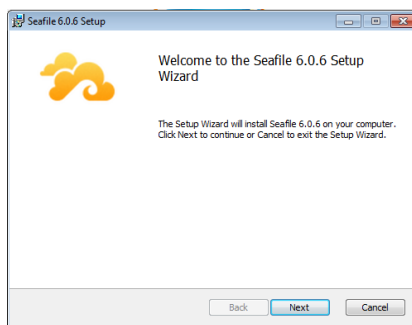 Seafile 6.0.6 Setup
Welcome to the Seafile 6.0.6 Setup
Wizard
The Setup Wizard will install Seafile 6.0.6 on your computer.
Click Next to continue or Cancel to exit the Setup Wizard.
Back Next Cancel